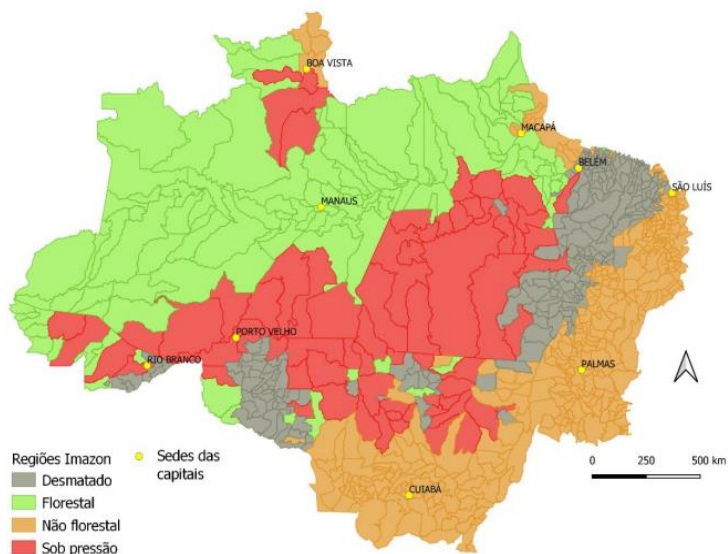 BOA VISTA
MACAPÁ
BELÉM
SÃO LUÍS
MANAUS
PORTO VELHO
RIO BRANCO
PALMAS
CUIABÁ
Regiões Imazon
Desmatado
Florestal
Não florestal
Sob pressão
Sedes das
capitais
0 250 500 km